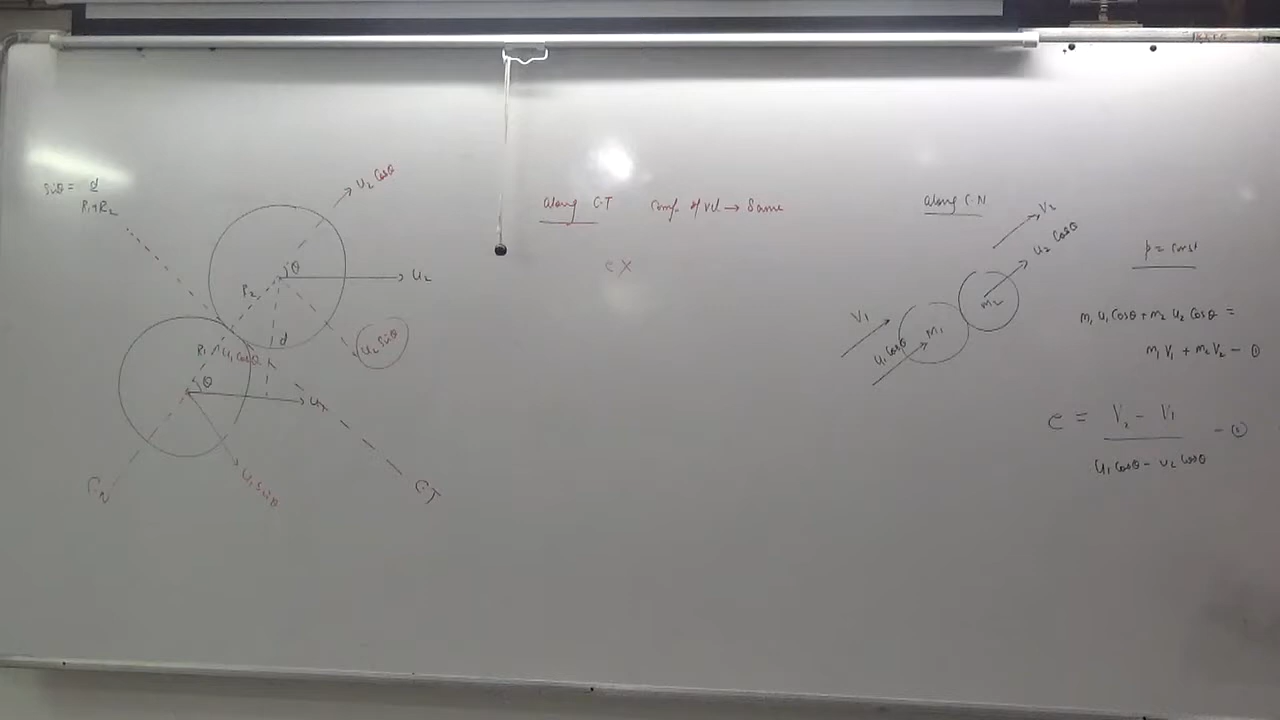 sinθ = d
R₁+R₂
u₂ cosθ
θ
u₂
R₂
d
u₂ sinθ
R₁
u₁ cosθ
θ
u₁
u₁ sinθ
C.N
C.T
along C.T comp. of vel → Same
e X
along C.N
V₂
u₂ cosθ
m₂
V₁
m₁
u₁ cosθ
p = const
m₁ u₁ cosθ + m₂ u₂ cosθ =
m₁ V₁ + m₂ V₂ – ①
e = V₂ – V₁
u₁ cosθ – u₂ cosθ – ②